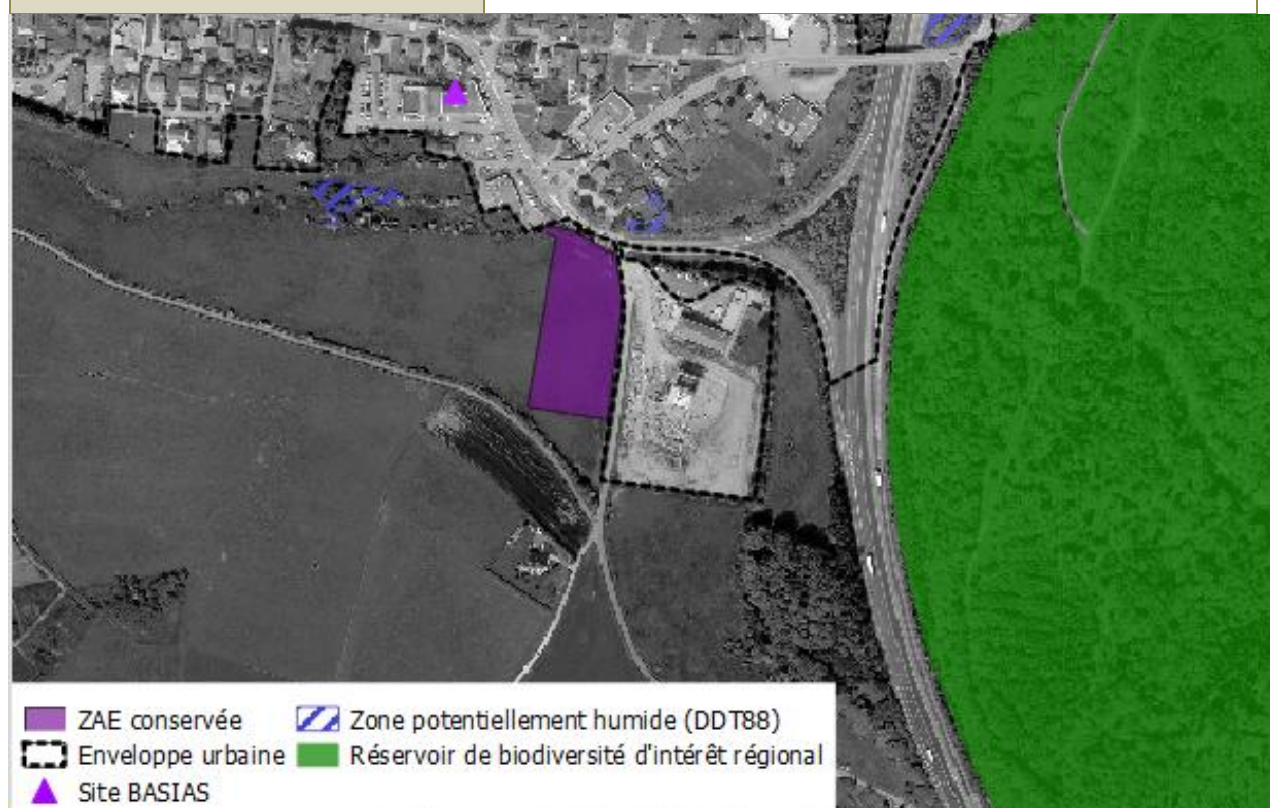 ZAE conservée
Zone potentiellement humide (DDT88)
Enveloppe urbaine
Réservoir de biodiversité d'intérêt régional
Site BASIAS